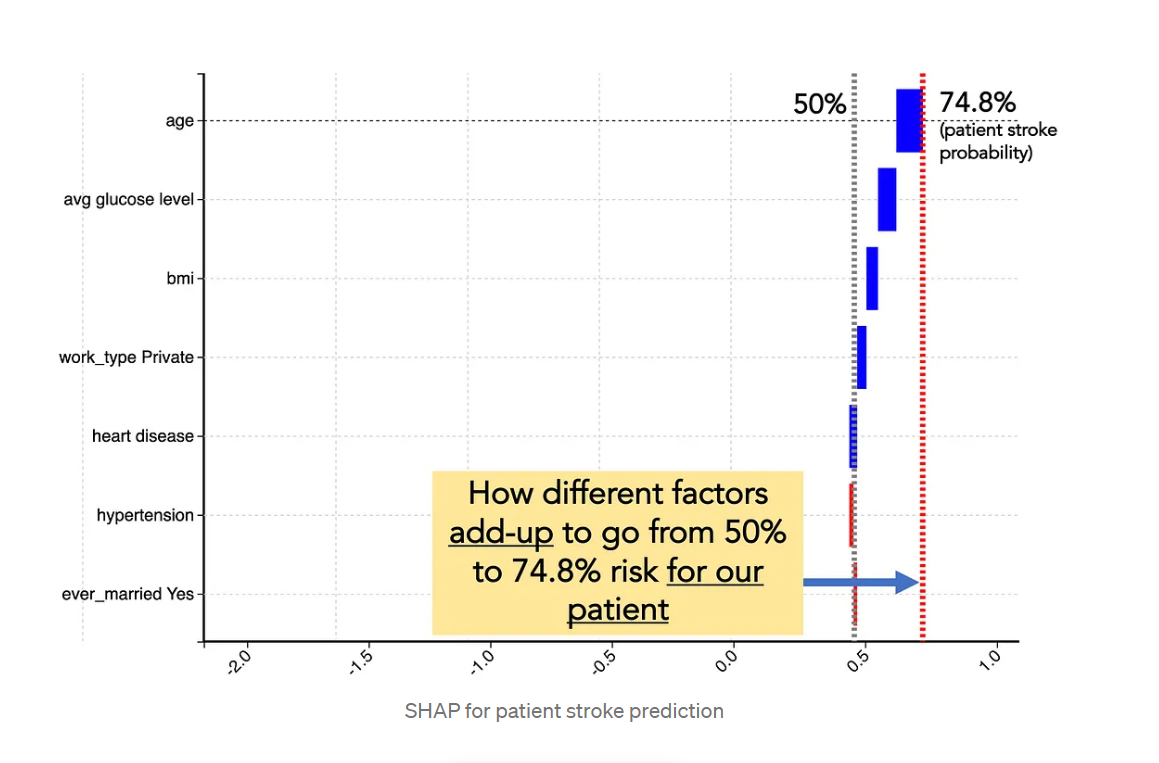 50%
74.8%
(patient stroke
probability)
age
avg glucose level
bmi
work_type Private
heart disease
hypertension
ever_married Yes
How different factors
add-up to go from 50%
to 74.8% risk for our
patient
-2.0
-1.5
-1.0
-0.5
0.0
0.5
1.0
SHAP for patient stroke prediction